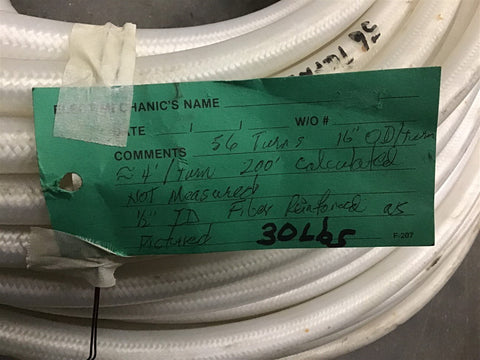 MECHANIC'S NAME
DATE / / W/O #
COMMENTS 56 Turns 16" OD/turn
≈ 4'/Turn 200' calculated
Not Measured
½" ID Fiber Reinforced as
Pictured 30Lbs
F-207